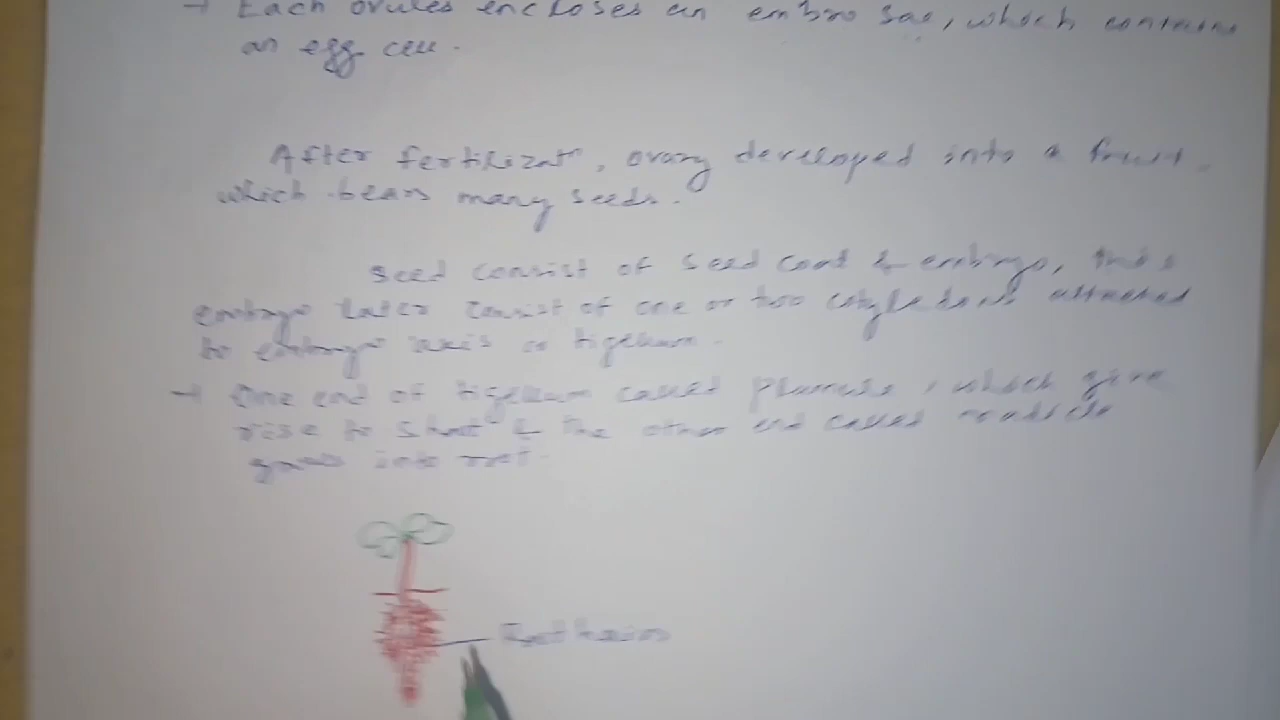 → Each ovules encloses an embro sac, which contains
an egg cell.
After fertilizatn, ovary developed into a fruit
which bears many seeds.
seed consist of seed coat & embryo, this
embryo later consist of one or two cotyledons attached
to embryo axis or tigellum.
→ One end of tigellum called plumule, which give
rise to shoot & the other end called radicle
grows into root.
Root hairs